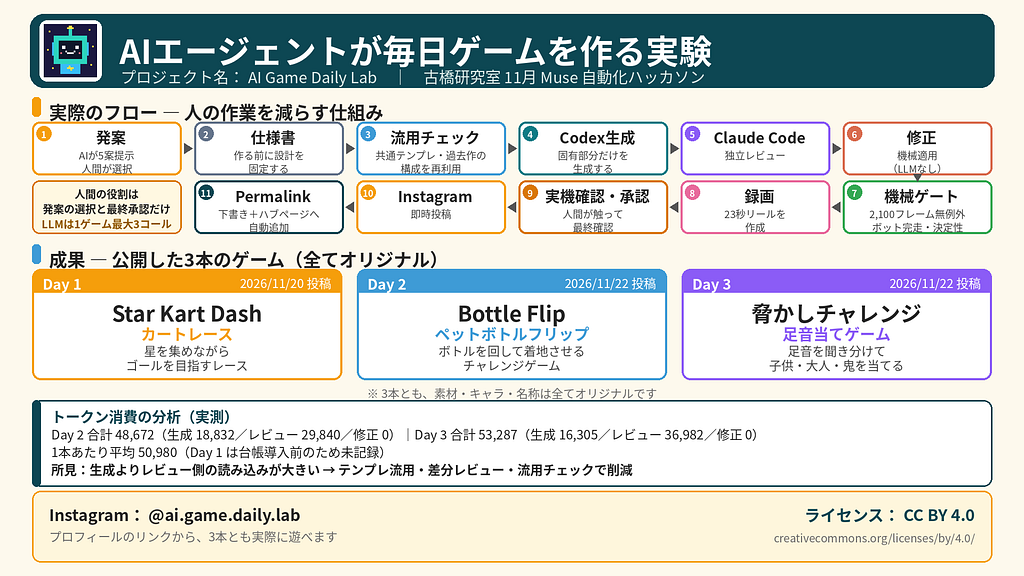 AIエージェントが毎日ゲームを作る実験
プロジェクト名： AI Game Daily Lab ｜ 古橋研究室 11月 Muse 自動化ハッカソン
実際のフロー — 人の作業を減らす仕組み
1 発案
AIが5案提示
人間が選択
2 仕様書
作る前に設計を
固定する
3 流用チェック
共通テンプレ・過去作の
構成を再利用
4 Codex生成
固有部分だけを
生成する
5 Claude Code
独立レビュー
6 修正
機械適用
（LLMなし）
人間の役割は
発案の選択と最終承認だけ
LLMは1ゲーム最大3コール
11 Permalink
下書き＋ハブページへ
自動追加
10 Instagram
即時投稿
9 実機確認・承認
人間が触って
最終確認
8 録画
23秒リールを
作成
7 機械ゲート
2,100フレーム無例外
ボット完走・決定性
成果 — 公開した3本のゲーム（全てオリジナル）
Day 1 2026/11/20 投稿
Star Kart Dash
カートレース
星を集めながら
ゴールを目指すレース
Day 2 2026/11/22 投稿
Bottle Flip
ペットボトルフリップ
ボトルを回して着地させる
チャレンジゲーム
Day 3 2026/11/22 投稿
脅かしチャレンジ
足音当てゲーム
足音を聞き分けて
子供・大人・鬼を当てる
※ 3本とも、素材・キャラ・名称は全てオリジナルです
トークン消費の分析（実測）
Day 2 合計 48,672（生成 18,832／レビュー 29,840／修正 0）｜Day 3 合計 53,287（生成 16,305／レビュー 36,982／修正 0）
1本あたり平均 50,980（Day 1 は台帳導入前のため未記録）
所見：生成よりレビュー側の読み込みが大きい → テンプレ流用・差分レビュー・流用チェックで削減
Instagram： @ai.game.daily.lab
プロフィールのリンクから、3本とも実際に遊べます
ライセンス： CC BY 4.0
creativecommons.org/licenses/by/4.0/